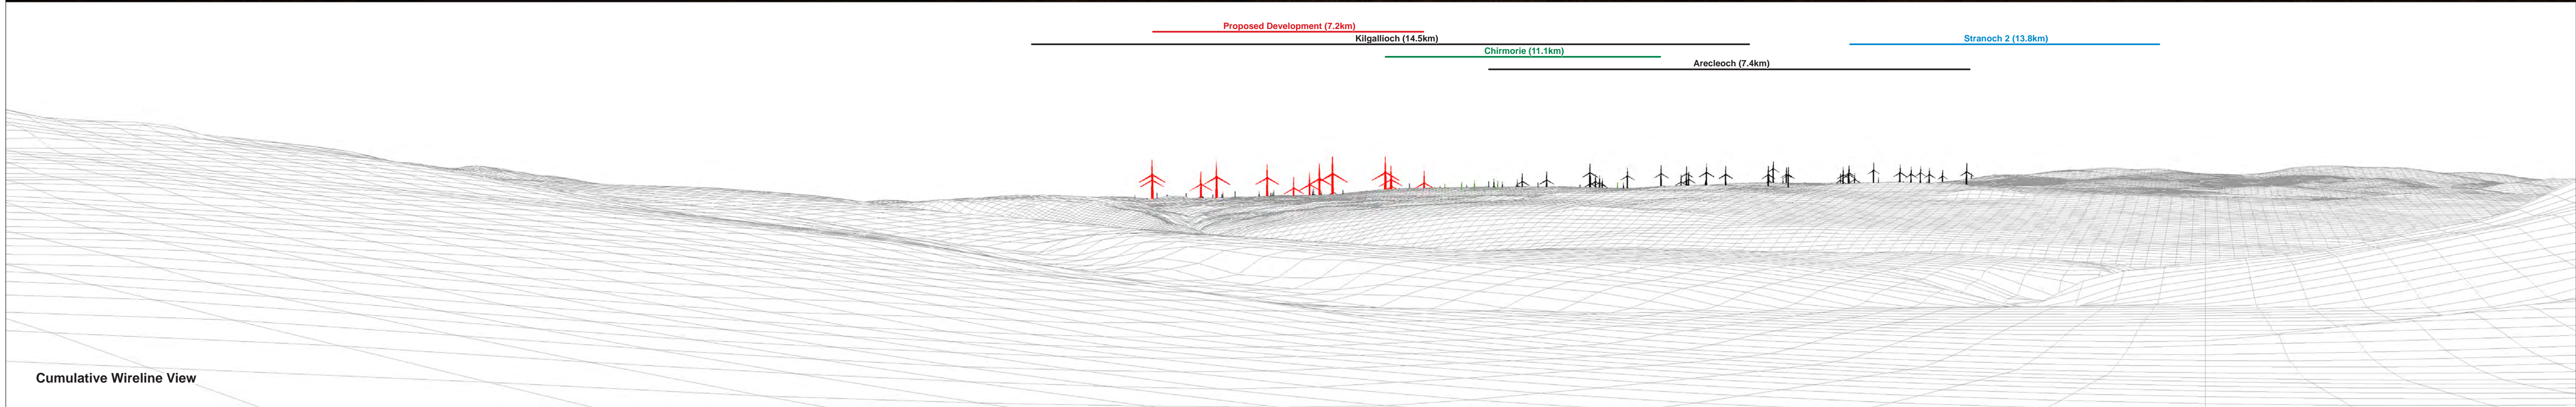 Proposed Development (7.2km)
Kilgallioch (14.5km)
Stranoch 2 (13.8km)
Chirmorie (11.1km)
Arecleoch (7.4km)
Cumulative Wireline View